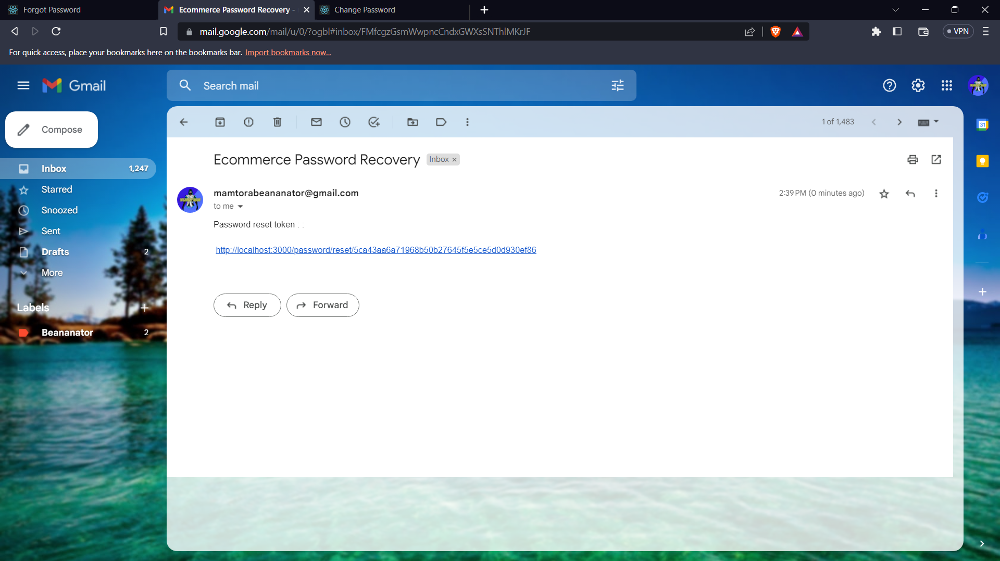 Forgot Password
Ecommerce Password Recovery -
Change Password
mail.google.com/mail/u/0/?ogbl#inbox/FMfcgzGsmWwpncCndxGWXsSNThlMKrJF
VPN
For quick access, place your bookmarks here on the bookmarks bar. Import bookmarks now...
Gmail
Search mail
Compose
1 of 1,483
31
Ecommerce Password Recovery
Inbox ×
Inbox 1,247
Starred
Snoozed
Sent
Drafts 2
More
Labels
Beananator 2
mamtorabeananator@gmail.com
2:39 PM (0 minutes ago)
to me
Password reset token : :
http://localhost:3000/password/reset/5ca43aa6a71968b50b27645f5e5ce5d0d930ef86
Reply
Forward